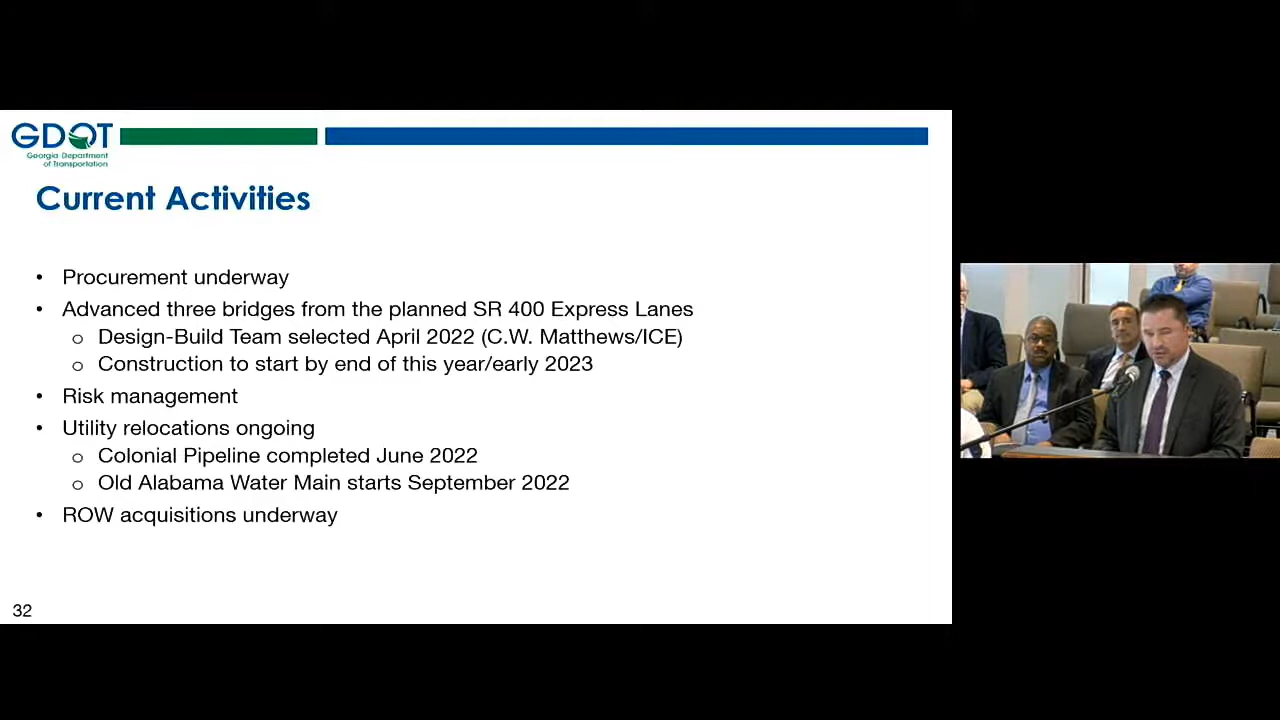 GDOT
Georgia Department
of Transportation
Current Activities
• Procurement underway
• Advanced three bridges from the planned SR 400 Express Lanes
o Design-Build Team selected April 2022 (C.W. Matthews/ICE)
o Construction to start by end of this year/early 2023
• Risk management
• Utility relocations ongoing
o Colonial Pipeline completed June 2022
o Old Alabama Water Main starts September 2022
• ROW acquisitions underway
32